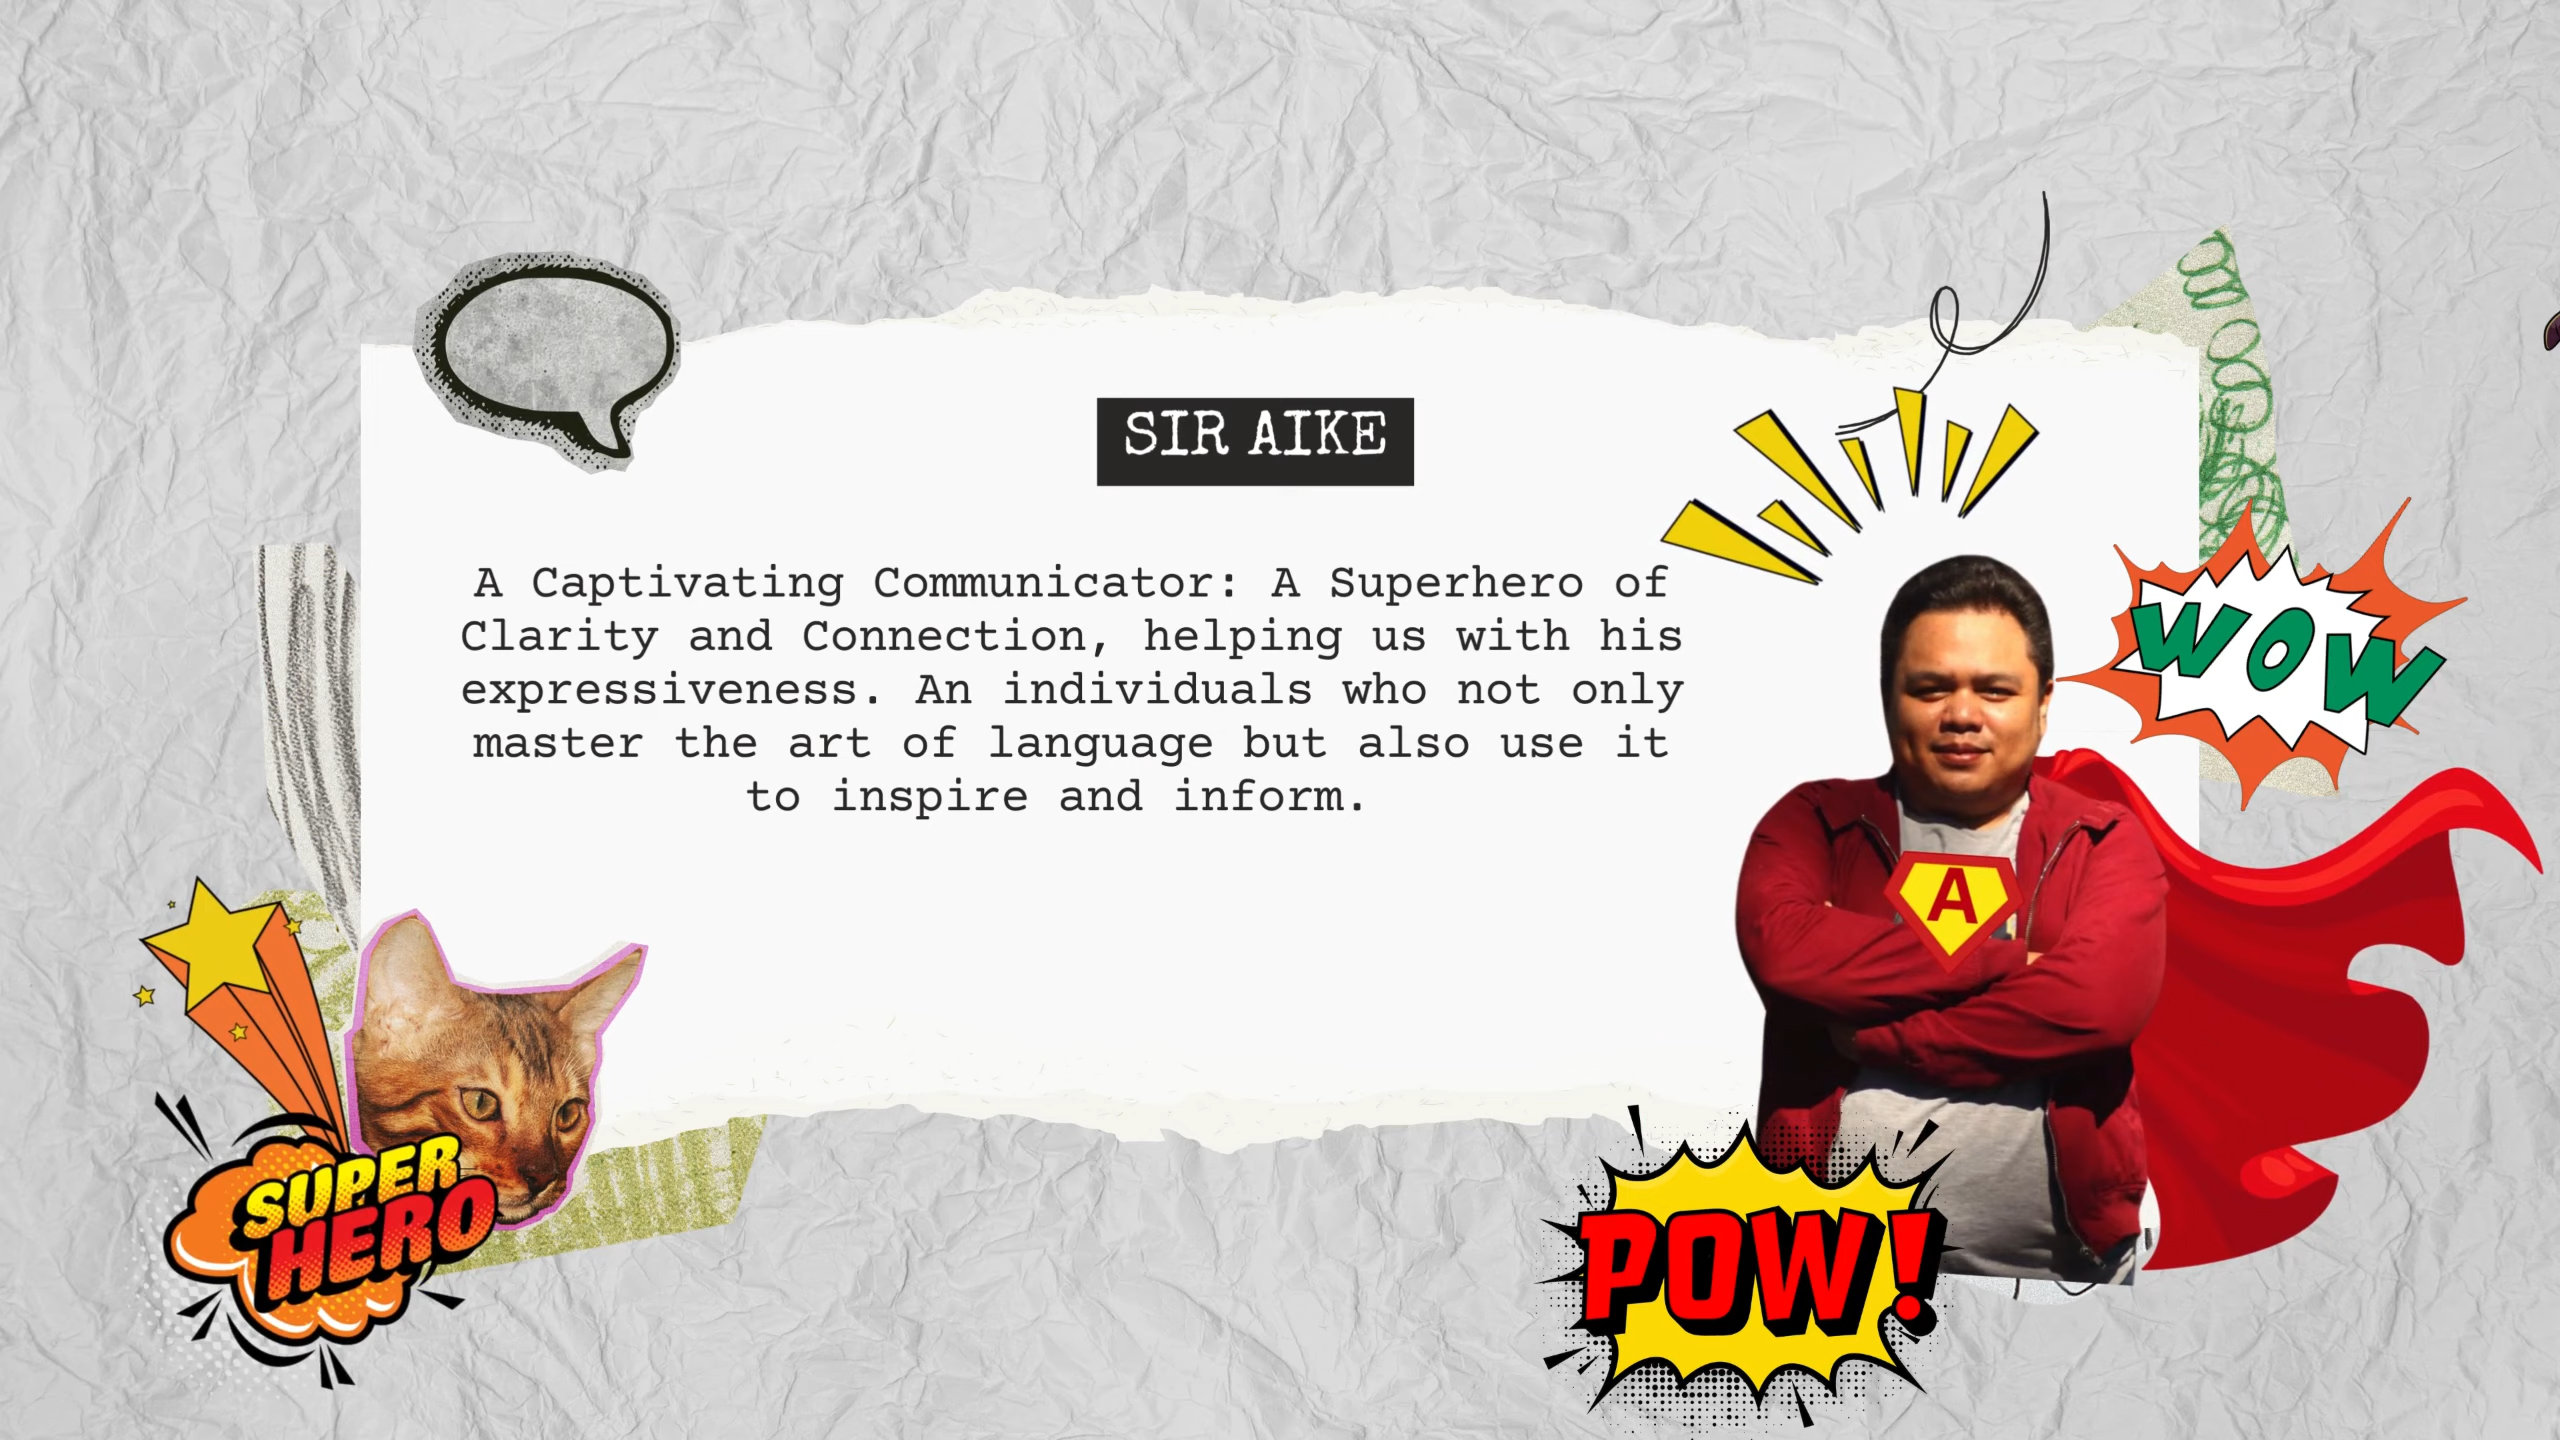 SIR AIKE
A Captivating Communicator: A Superhero of
Clarity and Connection, helping us with his
expressiveness. An individuals who not only
master the art of language but also use it
to inspire and inform.
WOW
A
SUPER
HERO
POW!